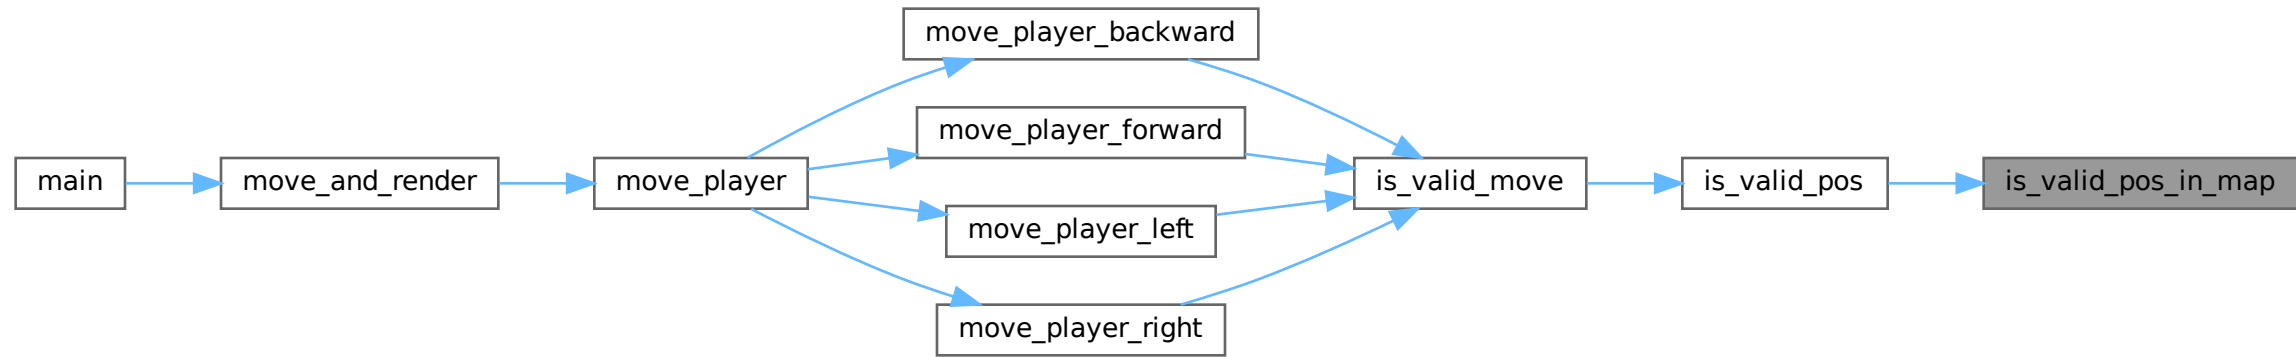 main
move_and_render
move_player
move_player_backward
move_player_forward
move_player_left
move_player_right
is_valid_move
is_valid_pos
is_valid_pos_in_map